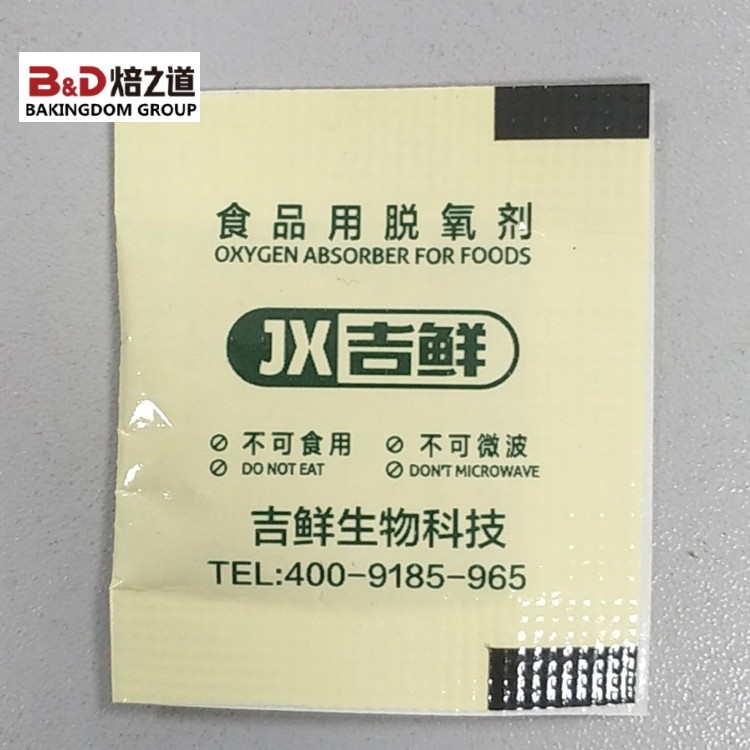 B&D焙之道
BAKINGDOM GROUP
食品用脱氧剂
OXYGEN ABSORBER FOR FOODS
JX吉鲜
不可食用 不可微波
DO NOT EAT DON'T MICROWAVE
吉鲜生物科技
TEL:400-9185-965